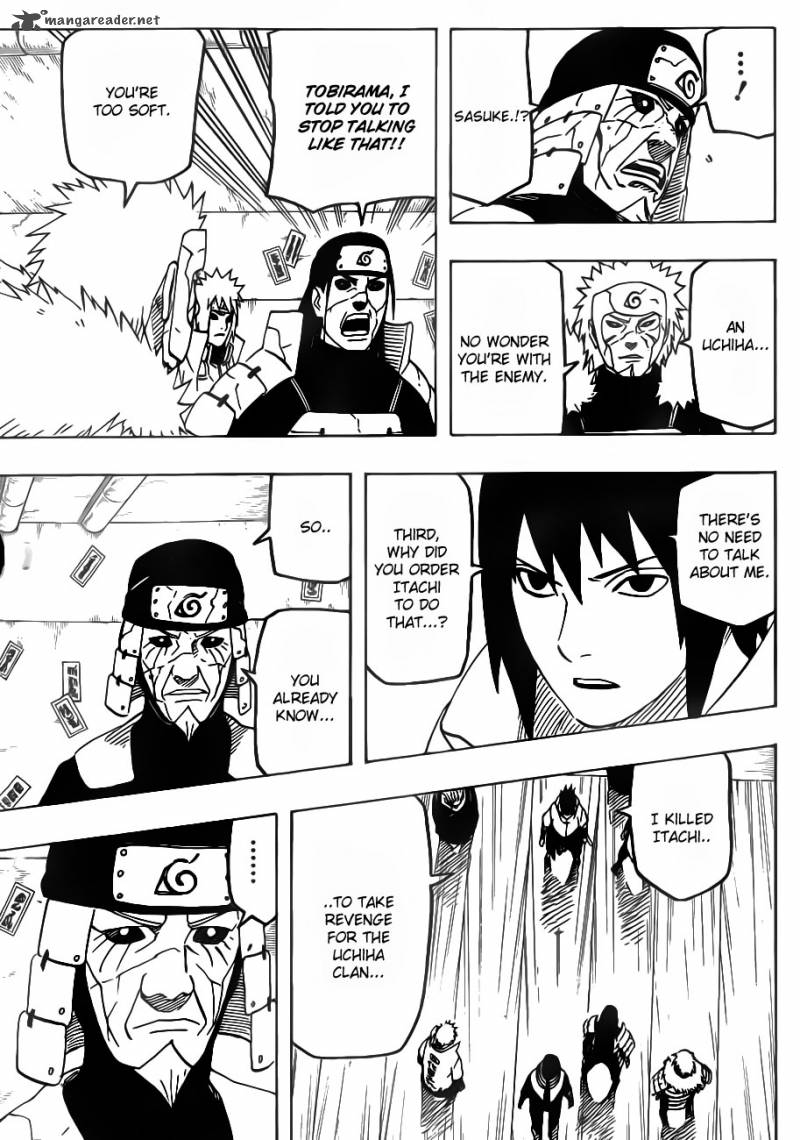 mangareader.net
...!
SASUKE.!?
AN
UCHIHA...
NO WONDER
YOU'RE WITH
THE ENEMY.
TOBIRAMA, I
TOLD YOU TO
STOP TALKING
LIKE THAT!!
YOU'RE
TOO SOFT.
THERE'S
NO NEED
TO TALK
ABOUT ME.
THIRD,
WHY DID
YOU ORDER
ITACHI
TO DO
THAT...?
SO..
YOU
ALREADY
KNOW...
I KILLED
ITACHI..
..TO TAKE
REVENGE
FOR THE
UCHIHA
CLAN...
......